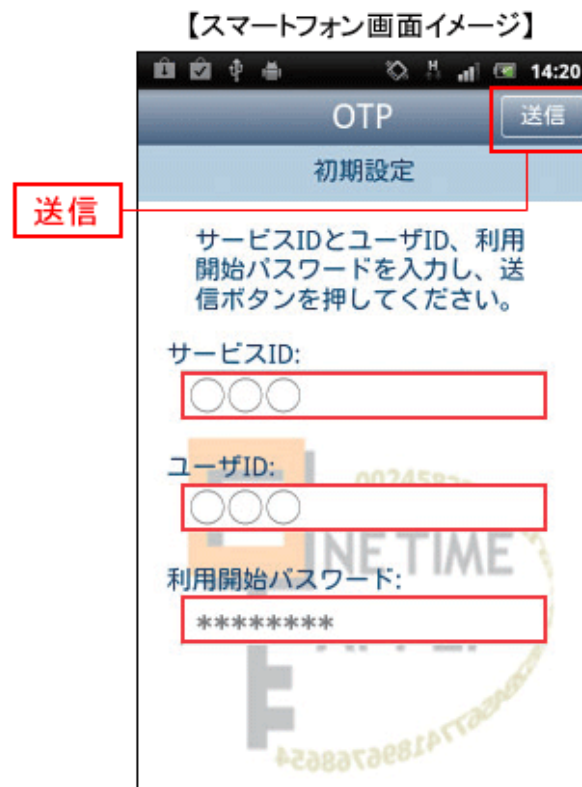 【スマートフォン画面イメージ】
14:20
OTP
送信
初期設定
送信
サービスIDとユーザID、利用
開始パスワードを入力し、送
信ボタンを押してください。
サービスID:
○○○
ユーザID:
○○○
NE TIME
利用開始パスワード:
********